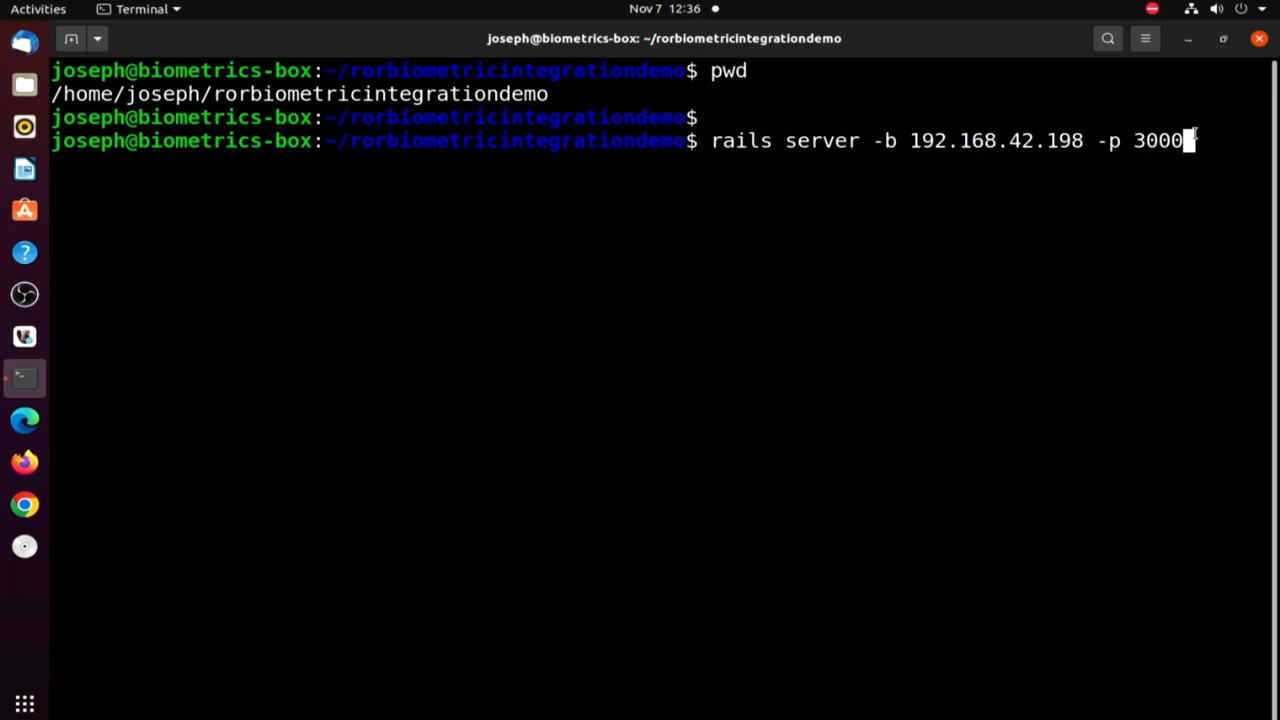 Activities Terminal Nov 7 12:36
joseph@biometrics-box: ~/rorbiometricintegrationdemo
joseph@biometrics-box:~/rorbiometricintegrationdemo$ pwd
/home/joseph/rorbiometricintegrationdemo
joseph@biometrics-box:~/rorbiometricintegrationdemo$
joseph@biometrics-box:~/rorbiometricintegrationdemo$ rails server -b 192.168.42.198 -p 3000